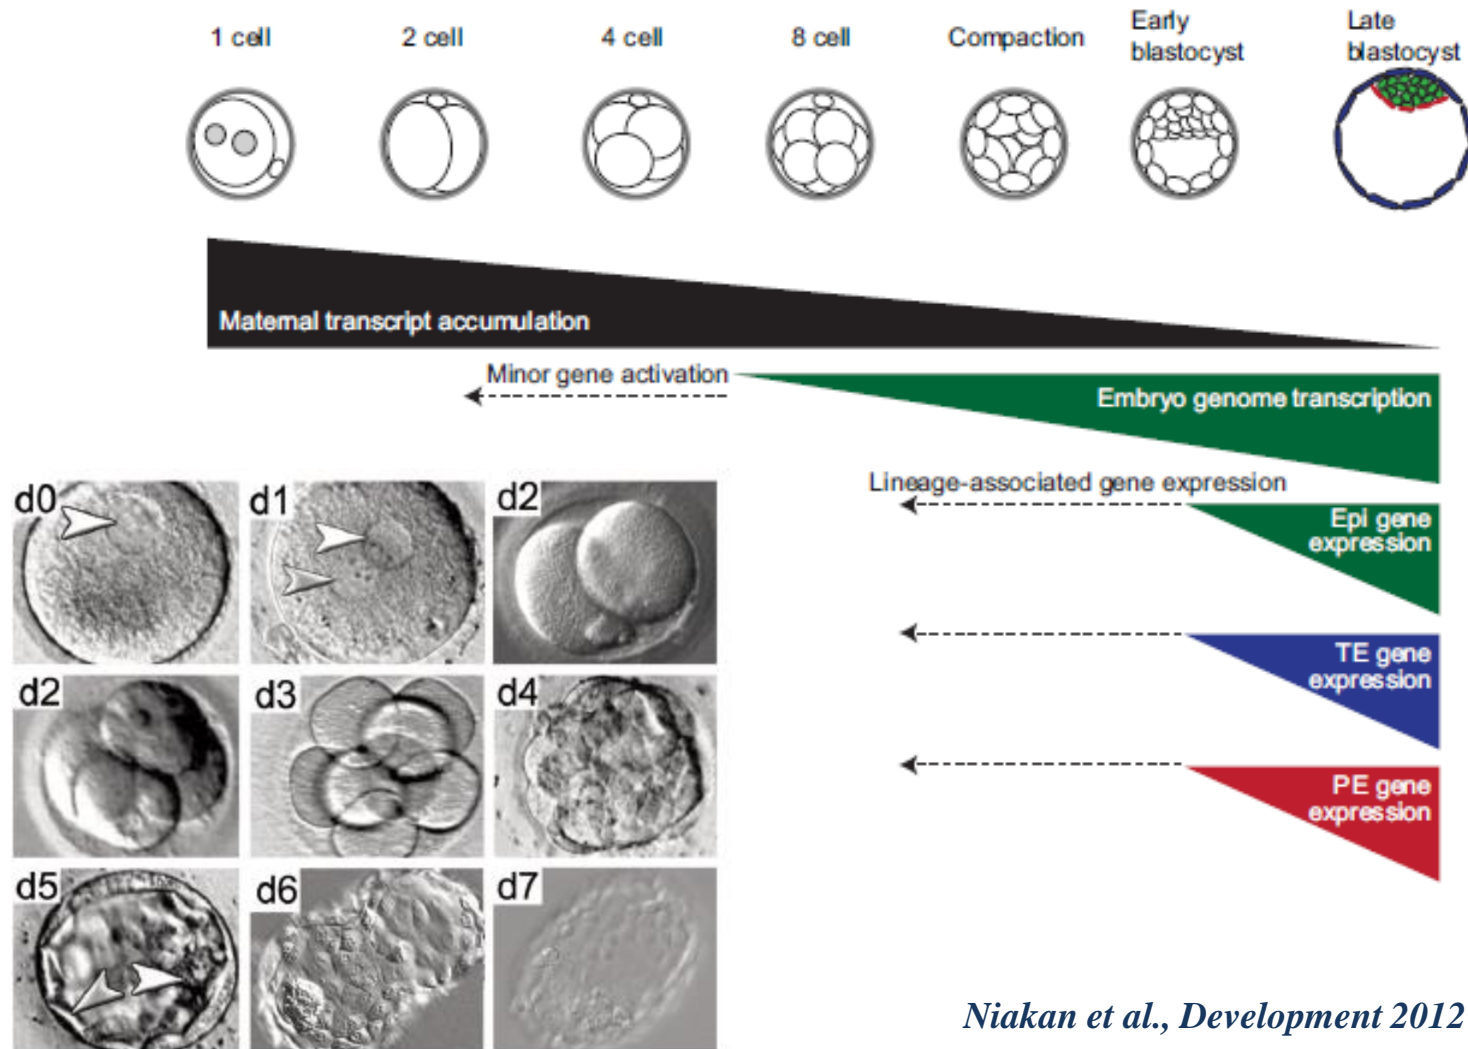 1 cell
2 cell
4 cell
8 cell
Compaction
Early
blastocyst
Late
blastocyst
Maternal transcript accumulation
Minor gene activation
Embryo genome transcription
Lineage-associated gene expression
Epi gene
expression
TE gene
expression
PE gene
expression
d0
d1
d2
d2
d3
d4
d5
d6
d7
Niakan et al., Development 2012